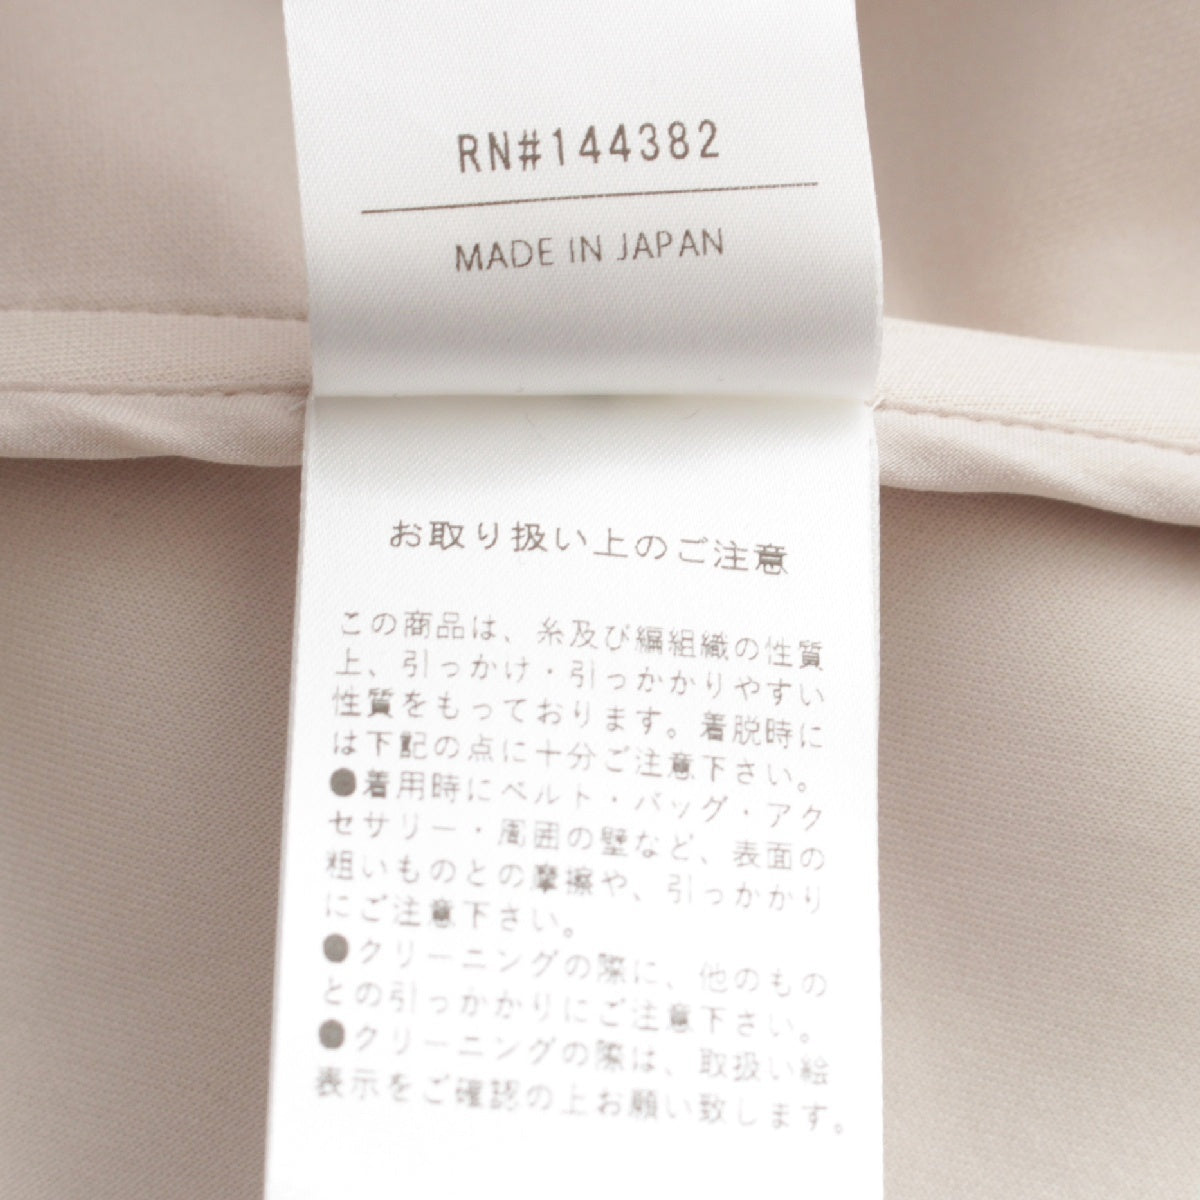 RN#144382
MADE IN JAPAN
お取り扱い上のご注意
この商品は、糸及び編組織の性質
上、引っかけ・引っかかりやすい
性質をもっております。着脱時に
は下記の点に十分ご注意下さい。
●着用時にベルト・バッグ・アク
セサリー・周囲の壁など、表面の
粗いものとの摩擦や、引っかかり
にご注意下さい。
●クリーニングの際に、他のもの
との引っかかりにご注意下さい。
●クリーニングの際は、取扱い絵
表示をご確認の上お願い致します。